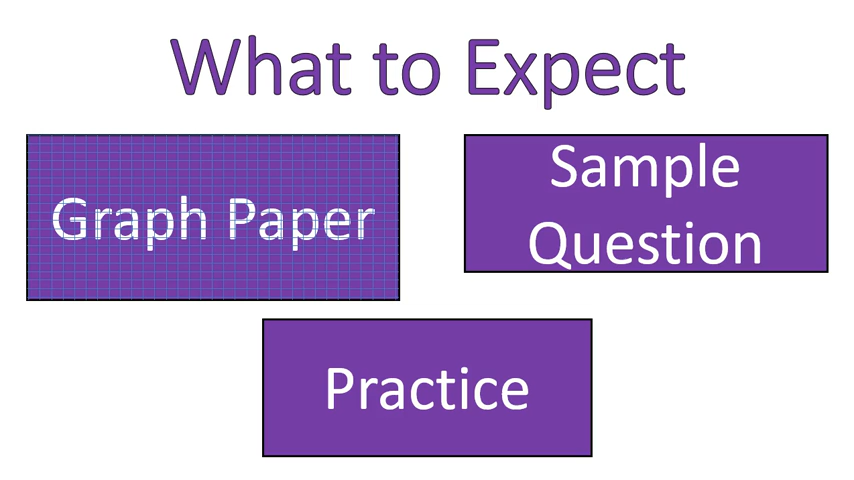 What to Expect
Graph Paper
Sample
Question
Practice